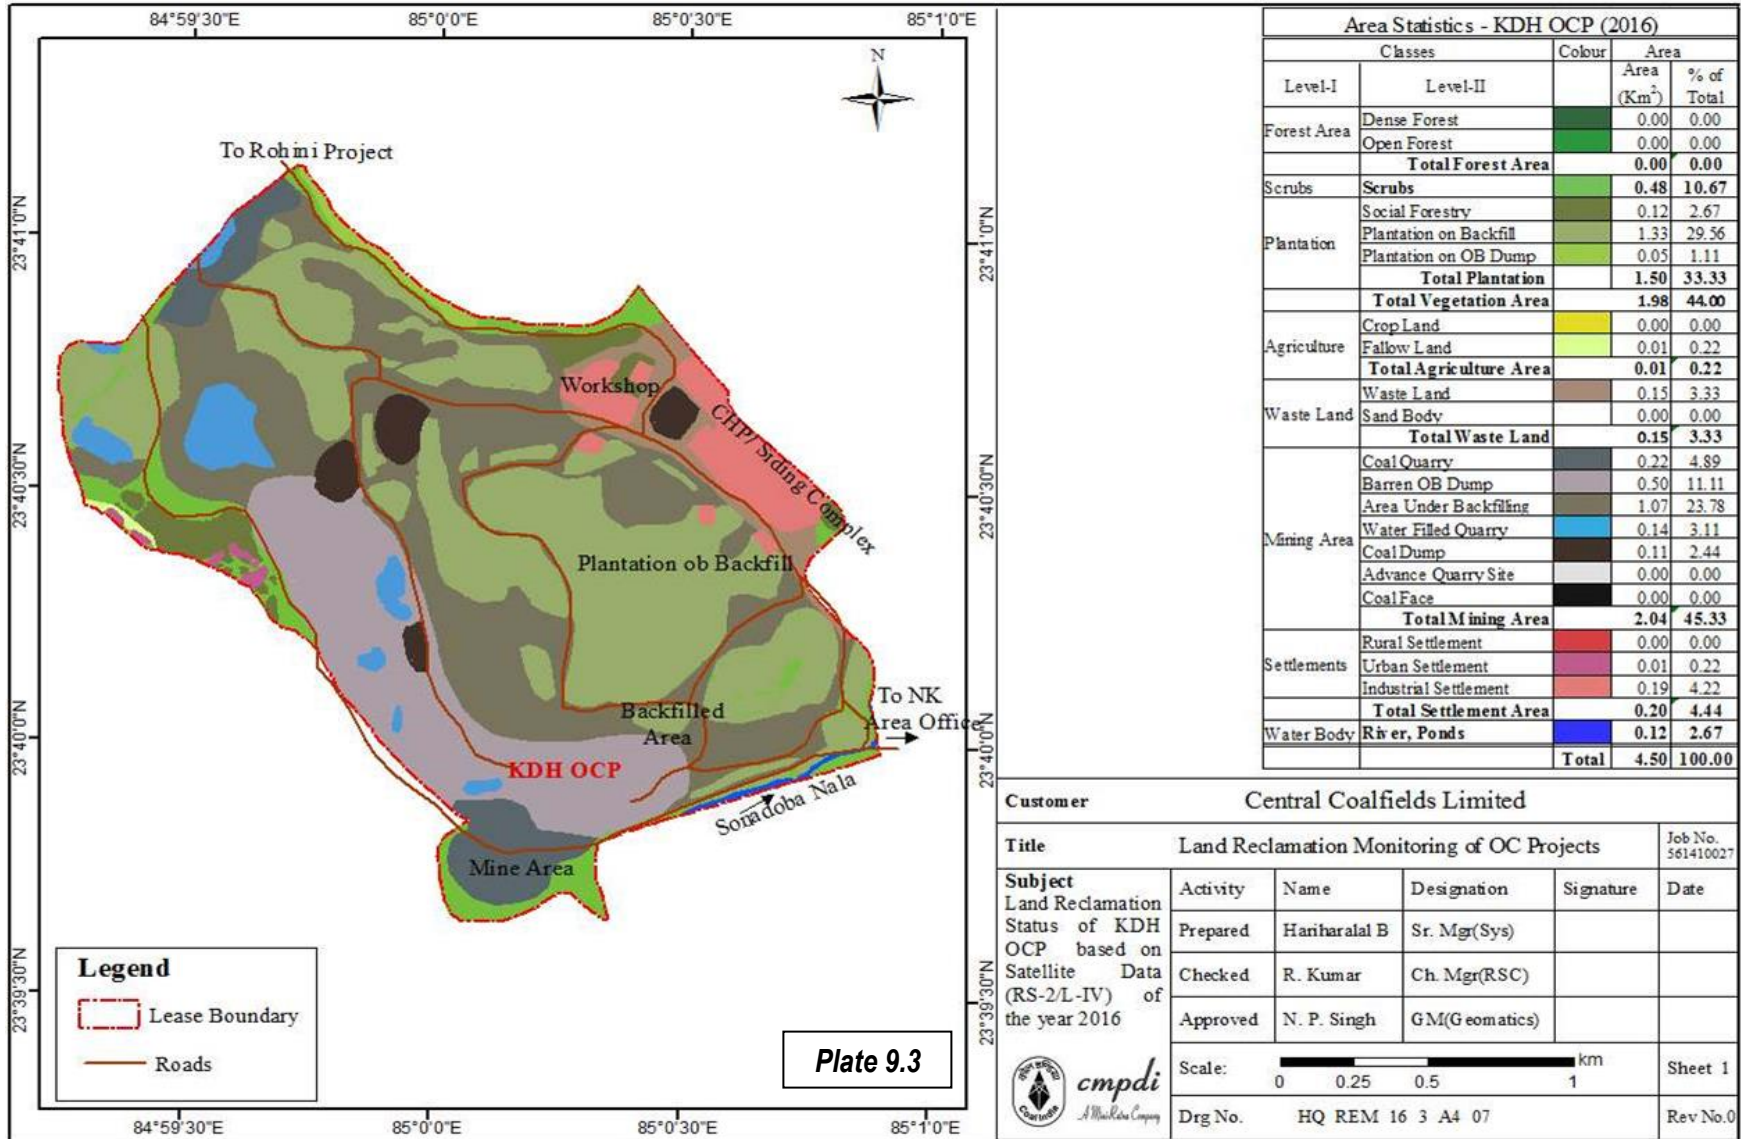 84°59'30"E 85°0'0"E 85°0'30"E 85°1'0"E
N
To Rohini Project
23°41'0"N
23°41'0"N
Workshop
CHP/ Siding Complex
23°40'30"N
23°40'30"N
Plantation ob Backfill
Backfilled
Area
To NK
Area Office
23°40'0"N
23°40'0"N
KDH OCP
Sonadoba Nala
Mine Area
23°39'30"N
23°39'30"N
Legend
Lease Boundary
Roads
Plate 9.3
84°59'30"E 85°0'0"E 85°0'30"E 85°1'0"E
Area Statistics - KDH OCP (2016)
Classes Colour Area
Level-I Level-II Area (Km²) % of Total
Forest Area
Dense Forest 0.00 0.00
Open Forest 0.00 0.00
Total Forest Area 0.00 0.00
Scrubs Scrubs 0.48 10.67
Plantation
Social Forestry 0.12 2.67
Plantation on Backfill 1.33 29.56
Plantation on OB Dump 0.05 1.11
Total Plantation 1.50 33.33
Total Vegetation Area 1.98 44.00
Agriculture
Crop Land 0.00 0.00
Fallow Land 0.01 0.22
Total Agriculture Area 0.01 0.22
Waste Land
Waste Land 0.15 3.33
Sand Body 0.00 0.00
Total Waste Land 0.15 3.33
Mining Area
Coal Quarry 0.22 4.89
Barren OB Dump 0.50 11.11
Area Under Backfilling 1.07 23.78
Water Filled Quarry 0.14 3.11
Coal Dump 0.11 2.44
Advance Quarry Site 0.00 0.00
Coal Face 0.00 0.00
Total Mining Area 2.04 45.33
Settlements
Rural Settlement 0.00 0.00
Urban Settlement 0.01 0.22
Industrial Settlement 0.19 4.22
Total Settlement Area 0.20 4.44
Water Body River, Ponds 0.12 2.67
Total 4.50 100.00
Customer Central Coalfields Limited
Title Land Reclamation Monitoring of OC Projects
Job No.
561410027
Subject
Land Reclamation
Status of KDH
OCP based on
Satellite Data
(RS-2/L-IV) of
the year 2016
Activity Name Designation Signature Date
Prepared Hariharalal B Sr. Mgr(Sys)
Checked R. Kumar Ch. Mgr(RSC)
Approved N. P. Singh GM(Geomatics)
Coal India
cmpdi
A Mini Ratna Company
Scale: 0 0.25 0.5 1 km
Sheet 1
Drg No. HQ REM 16 3 A4 07
Rev No.0